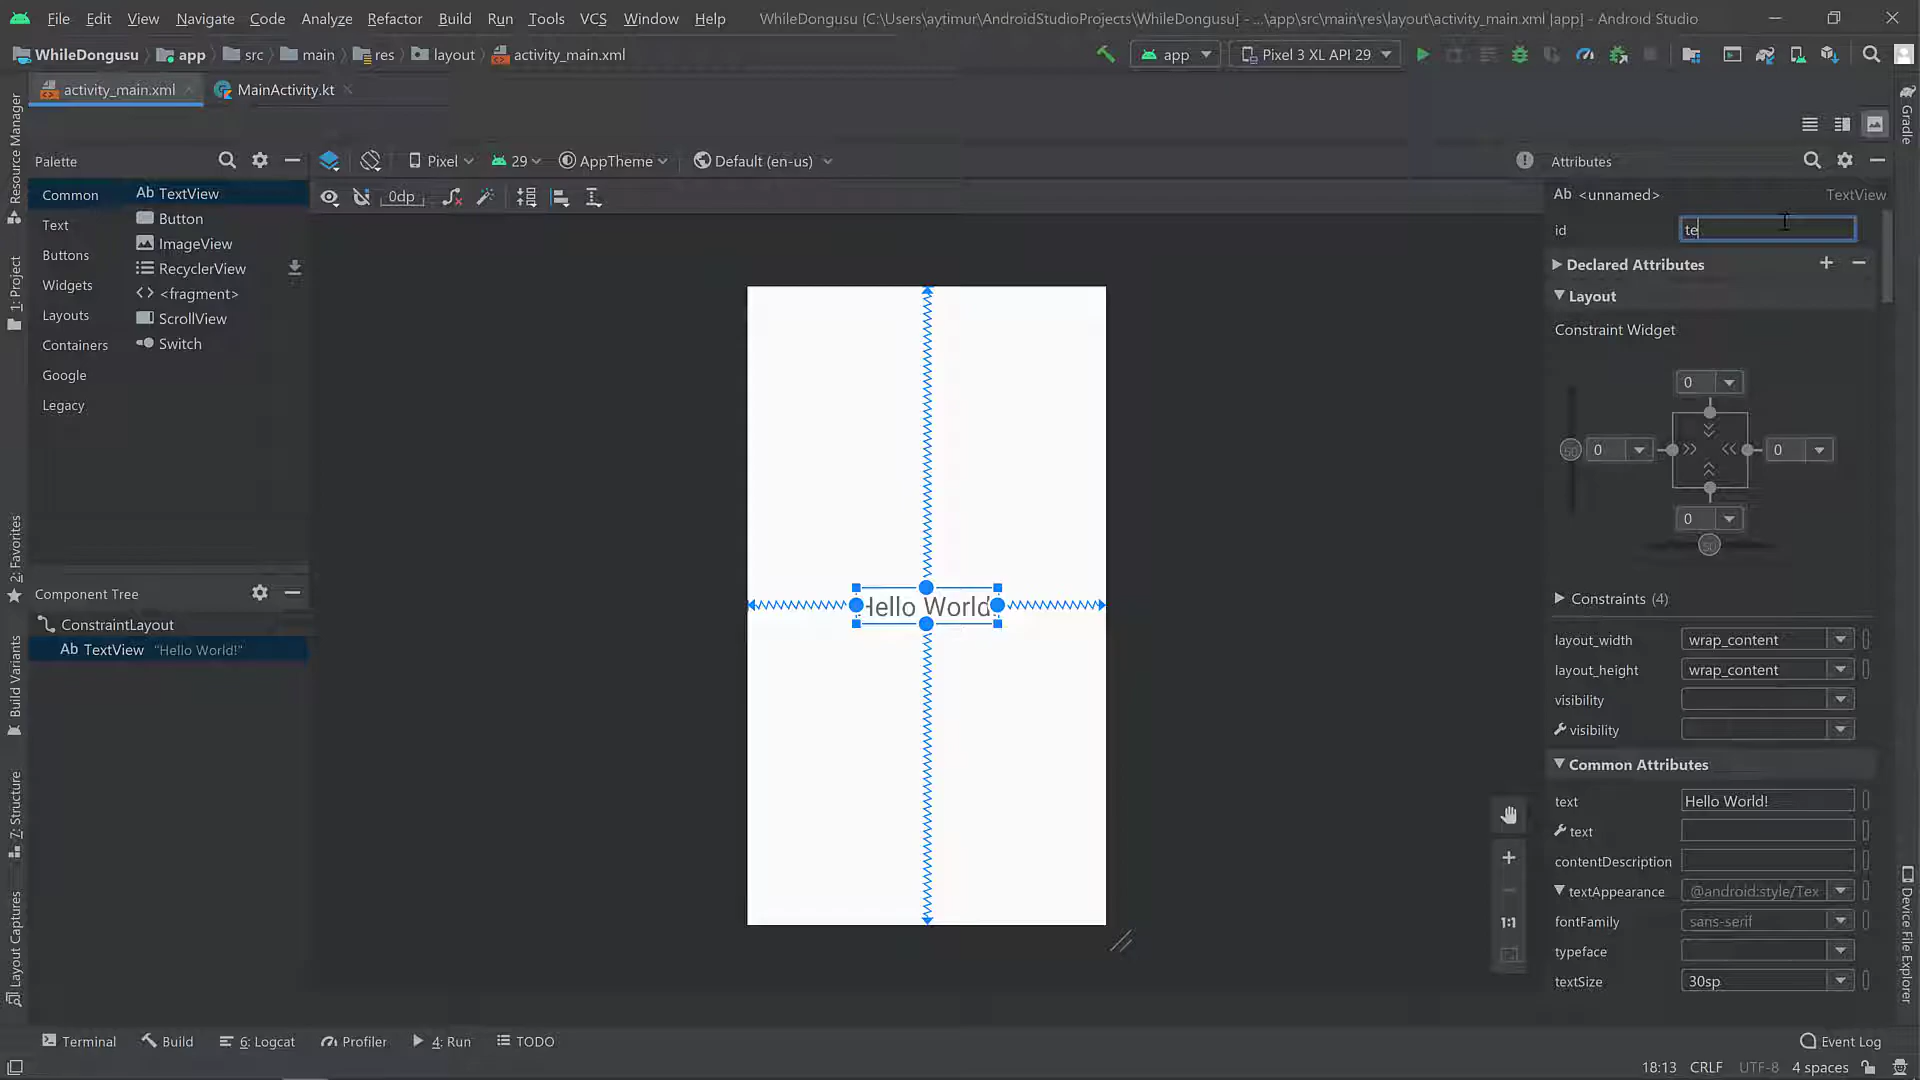 File Edit View Navigate Code Analyze Refactor Build Run Tools VCS Window Help WhileDongusu [C:\Users\aytimur\AndroidStudioProjects\WhileDongusu] - ...\app\src\main\res\layout\activity_main.xml [app] - Android Studio
WhileDongusu app src main res layout activity_main.xml app Pixel 3 XL API 29
activity_main.xml MainActivity.kt
Resource Manager
1: Project
2: Favorites
Build Variants
7: Structure
Layout Captures
Palette
Common
Text
Buttons
Widgets
Layouts
Containers
Google
Legacy
Ab TextView
Button
ImageView
RecyclerView
<fragment>
ScrollView
Switch
Component Tree
ConstraintLayout
Ab TextView "Hello World!"
Pixel 29 AppTheme Default (en-us)
0dp
Hello World
1:1
Attributes
Ab <unnamed> TextView
id te
Declared Attributes
Layout
Constraint Widget
0
50 0 0
0
50
Constraints (4)
layout_width wrap_content
layout_height wrap_content
visibility
visibility
Common Attributes
text Hello World!
text
contentDescription
textAppearance @android:style/Tex
fontFamily sans-serif
typeface
textSize 30sp
Gradle
Device File Explorer
Terminal Build 6: Logcat Profiler 4: Run TODO Event Log
18:13 CRLF UTF-8 4 spaces